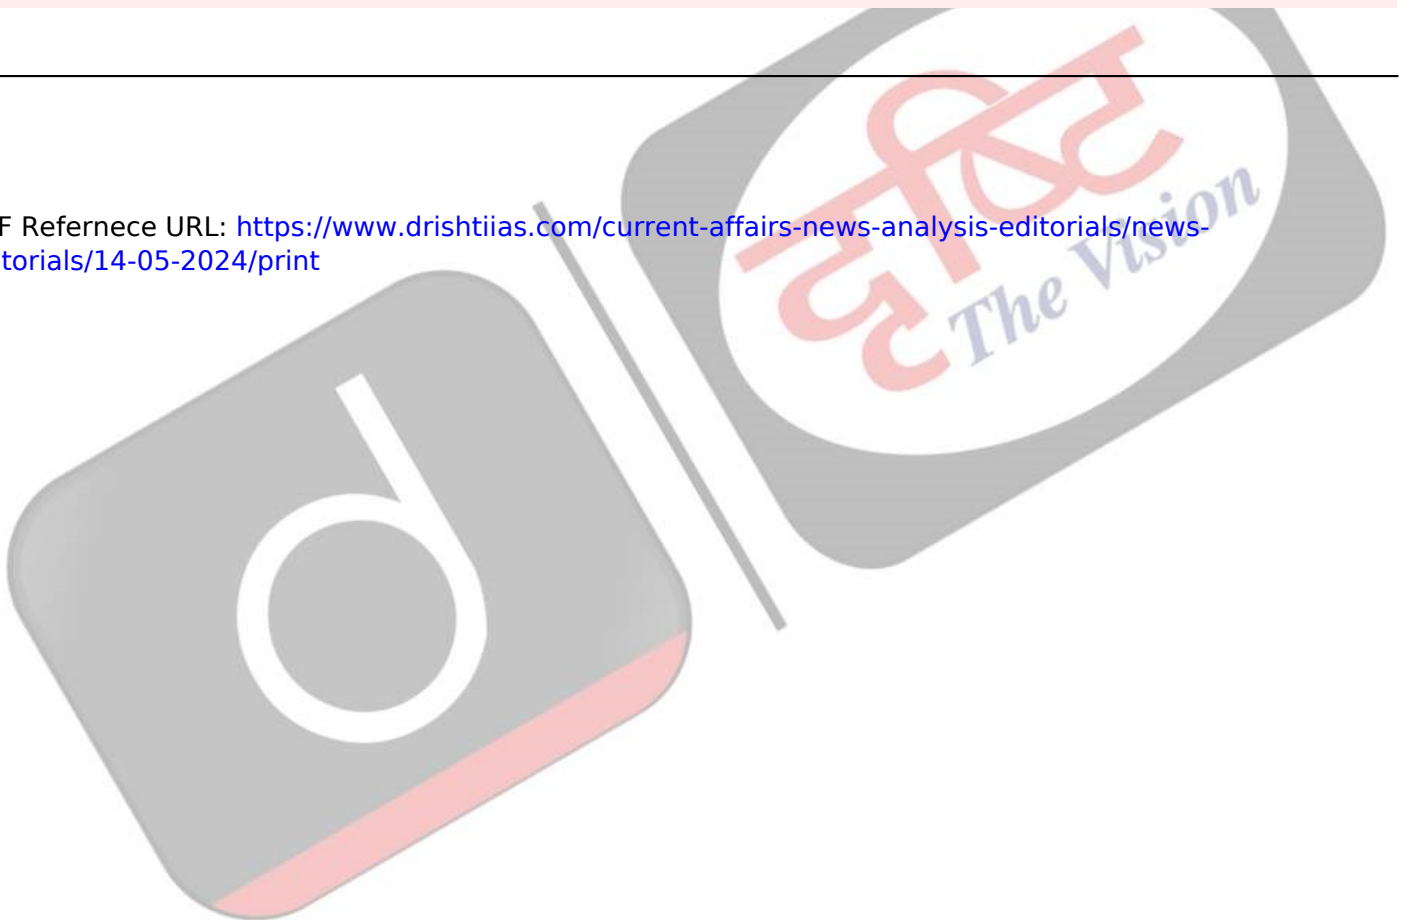 F Refernece URL: https://www.drishtiias.com/current-affairs-news-analysis-editorials/news-
torials/14-05-2024/print
दृष्टि
The Vision
d